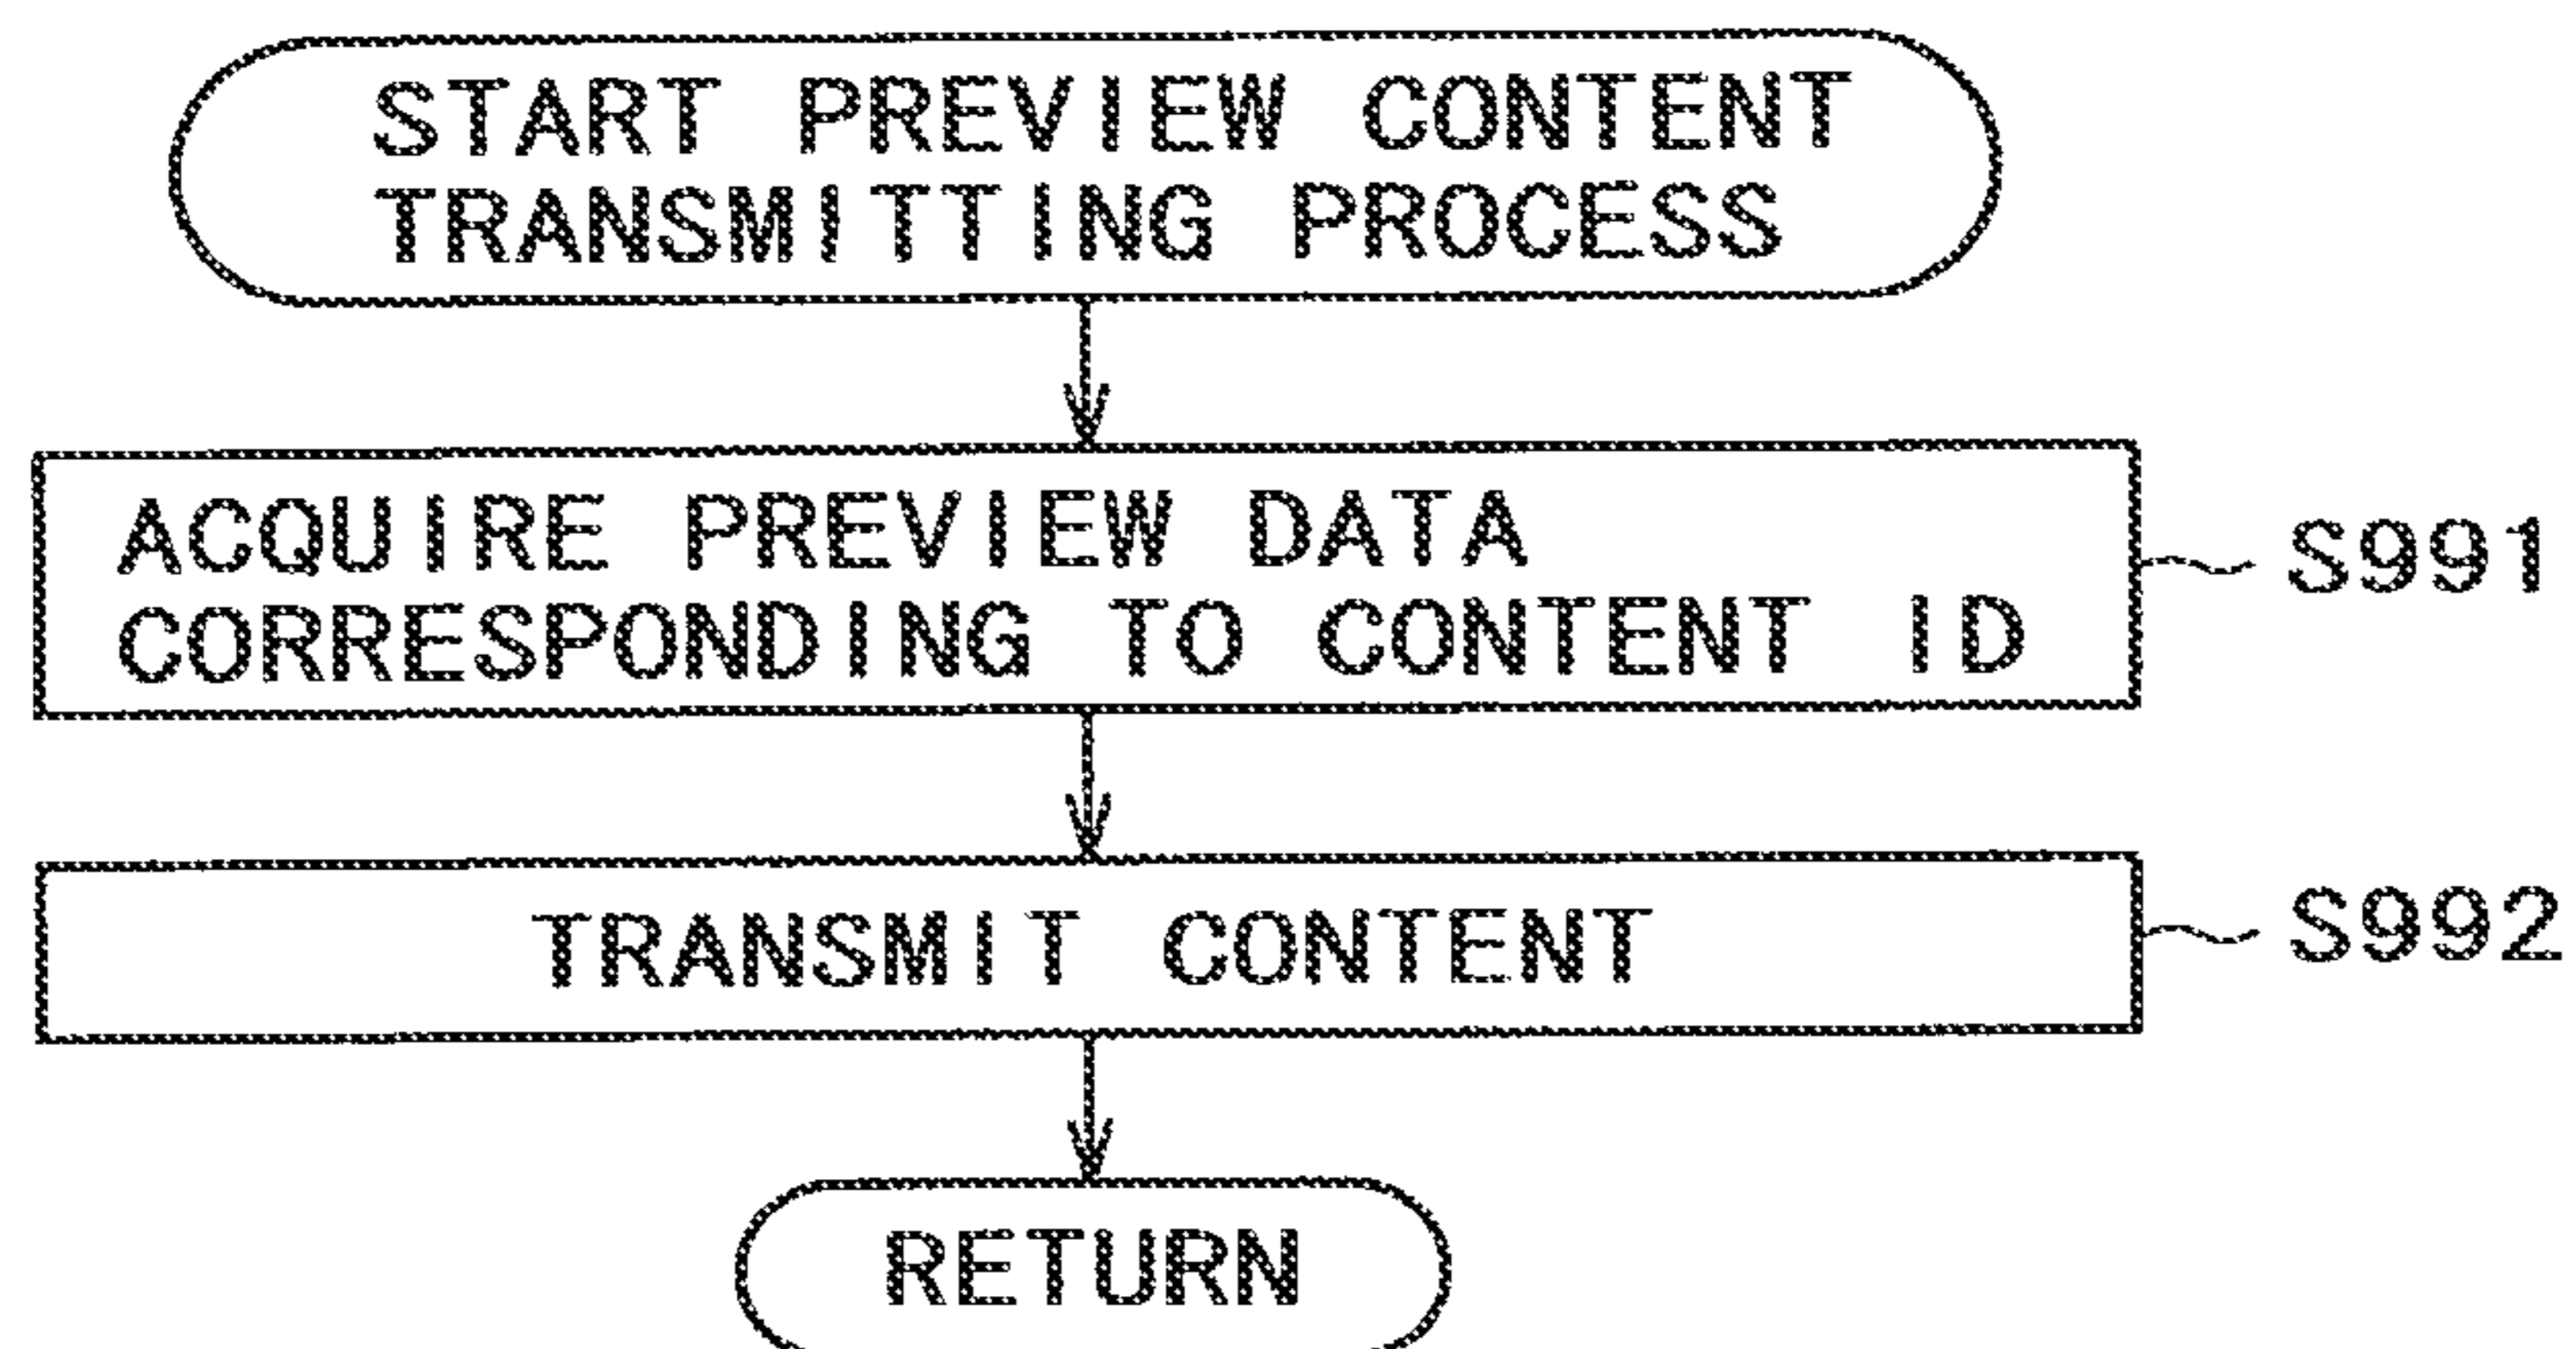 START PREVIEW CONTENT
TRANSMITTING PROCESS
ACQUIRE PREVIEW DATA
CORRESPONDING TO CONTENT ID
S991
TRANSMIT CONTENT
S992
RETURN